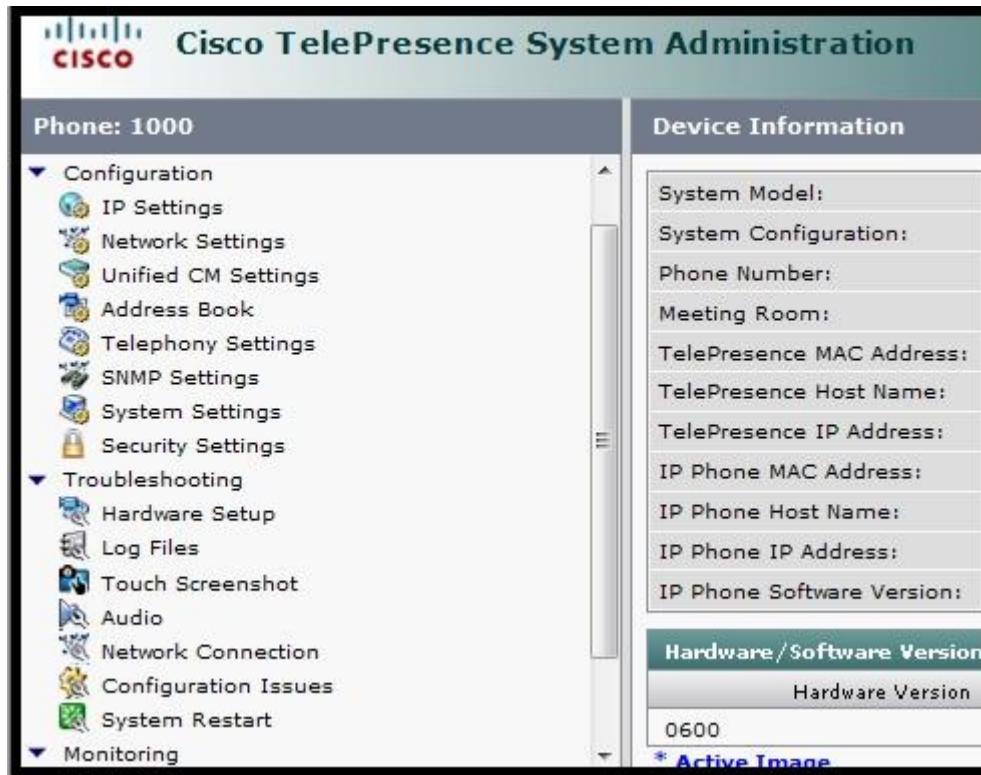 CISCO
Cisco TelePresence System Administration
Phone: 1000
Configuration
IP Settings
Network Settings
Unified CM Settings
Address Book
Telephony Settings
SNMP Settings
System Settings
Security Settings
Troubleshooting
Hardware Setup
Log Files
Touch Screenshot
Audio
Network Connection
Configuration Issues
System Restart
Monitoring
Device Information
System Model:
System Configuration:
Phone Number:
Meeting Room:
TelePresence MAC Address:
TelePresence Host Name:
TelePresence IP Address:
IP Phone MAC Address:
IP Phone Host Name:
IP Phone IP Address:
IP Phone Software Version:
Hardware/Software Version
Hardware Version
0600
* Active Image